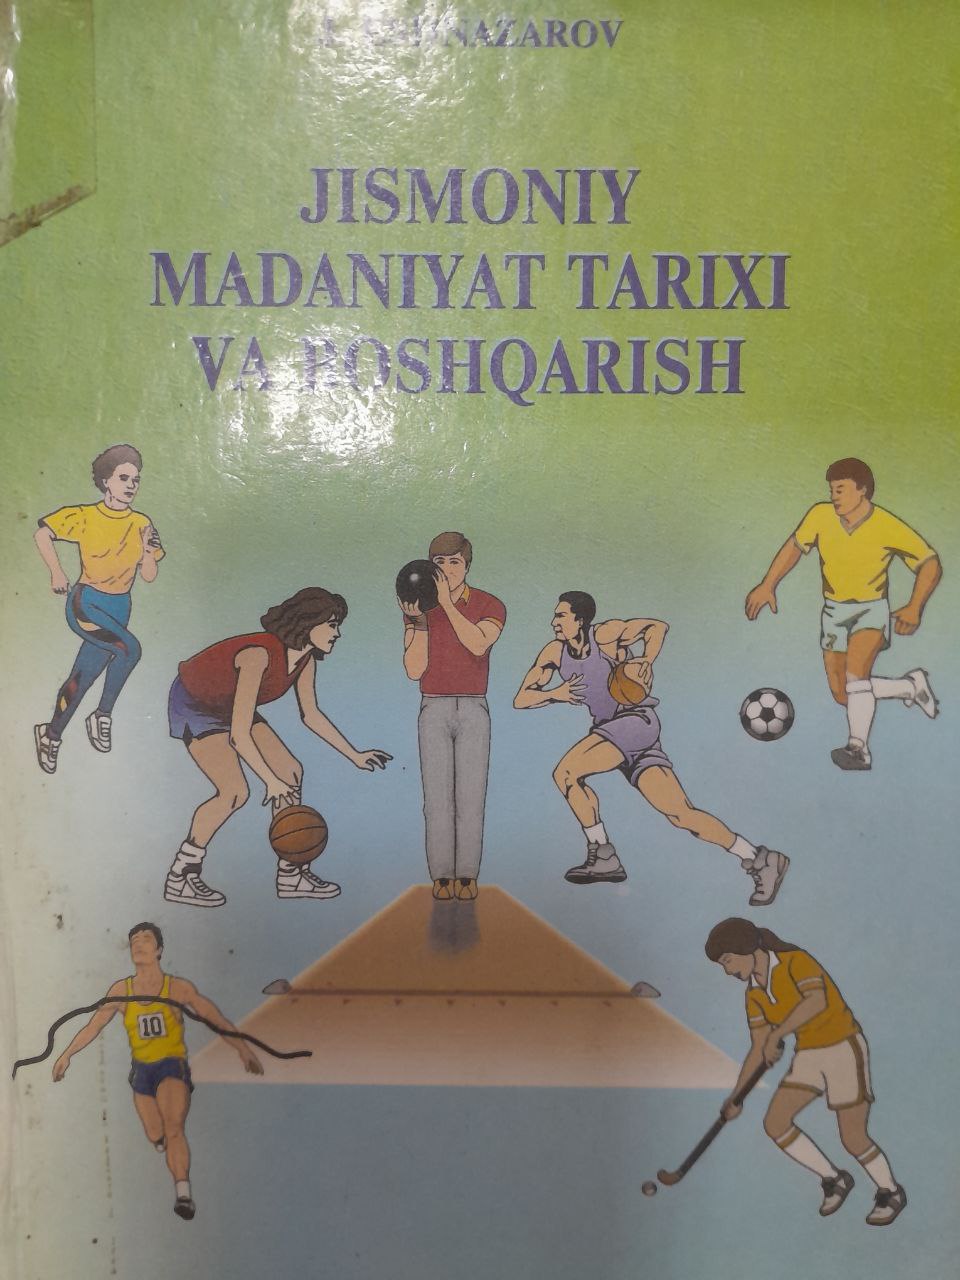 JISMONIY
MADANIYAT TARIXI
VA BOSHQARISH
10